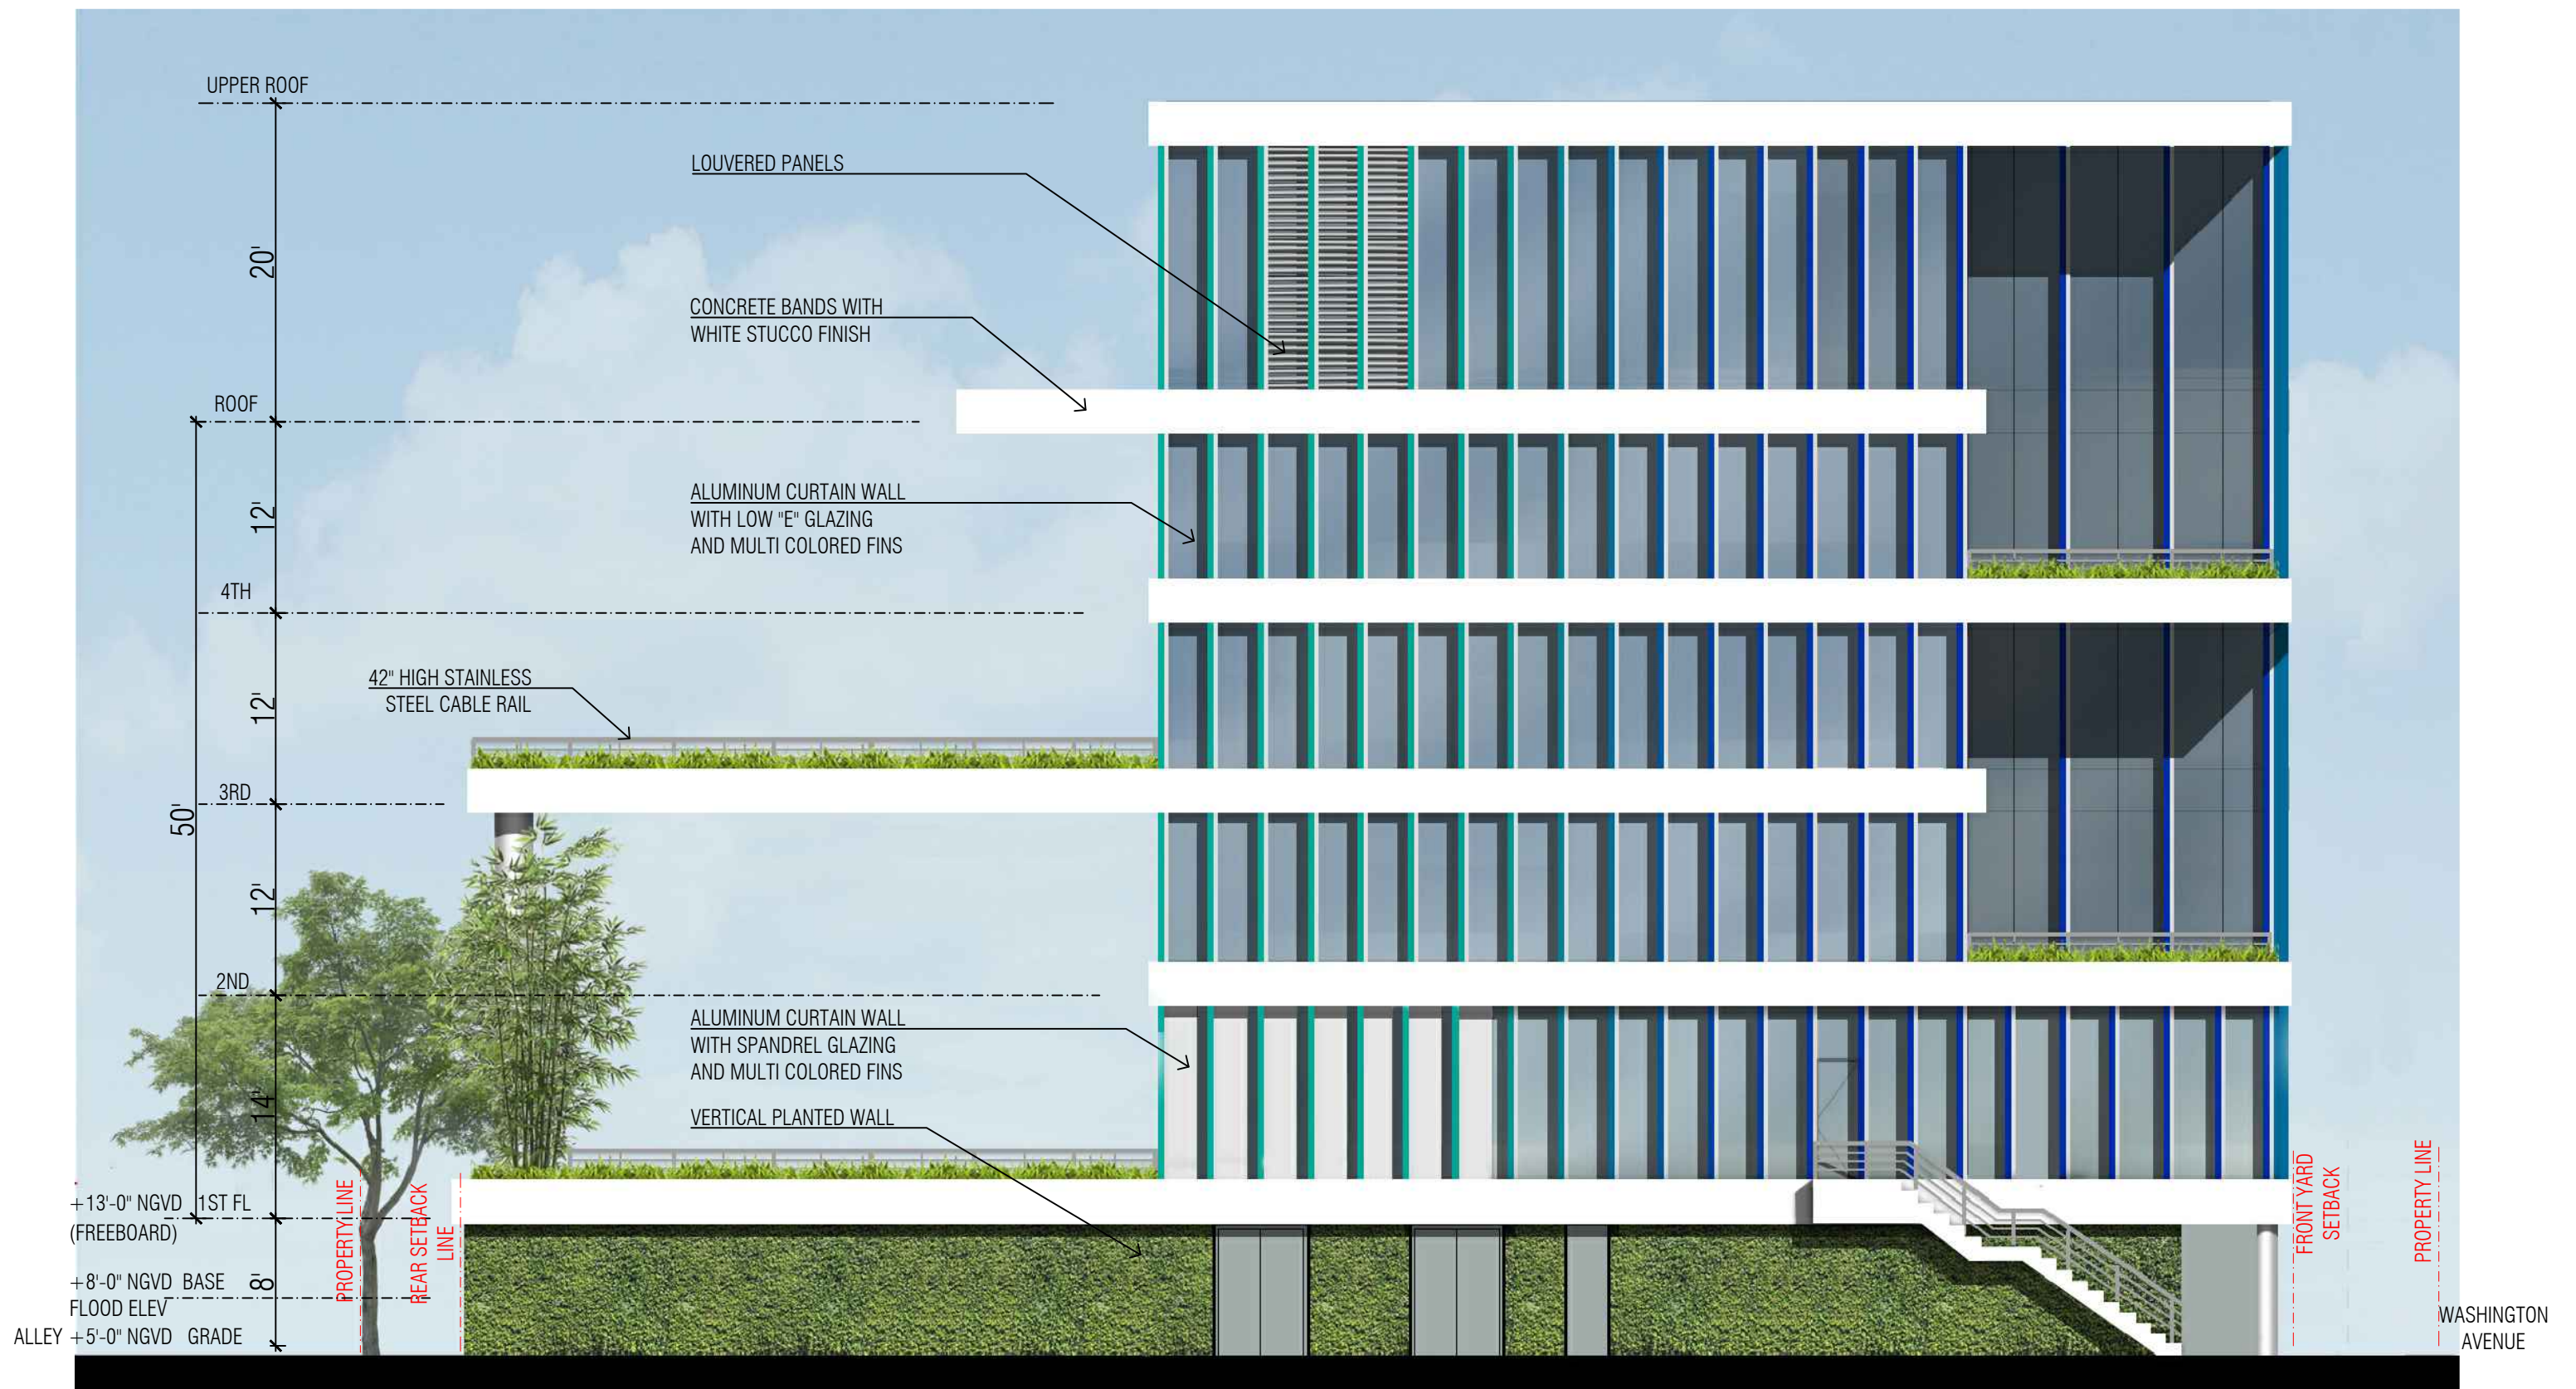 UPPER ROOF
20'
LOUVERED PANELS
CONCRETE BANDS WITH
WHITE STUCCO FINISH
ROOF
12'
ALUMINUM CURTAIN WALL
WITH LOW "E" GLAZING
AND MULTI COLORED FINS
4TH
12'
42" HIGH STAINLESS
STEEL CABLE RAIL
3RD
50'
12'
2ND
ALUMINUM CURTAIN WALL
WITH SPANDREL GLAZING
AND MULTI COLORED FINS
14'
VERTICAL PLANTED WALL
+13'-0" NGVD 1ST FL
(FREEBOARD)
+8'-0" NGVD BASE
FLOOD ELEV
8'
ALLEY +5'-0" NGVD GRADE
PROPERTY LINE
REAR SETBACK
LINE
FRONT YARD
SETBACK
PROPERTY LINE
WASHINGTON
AVENUE